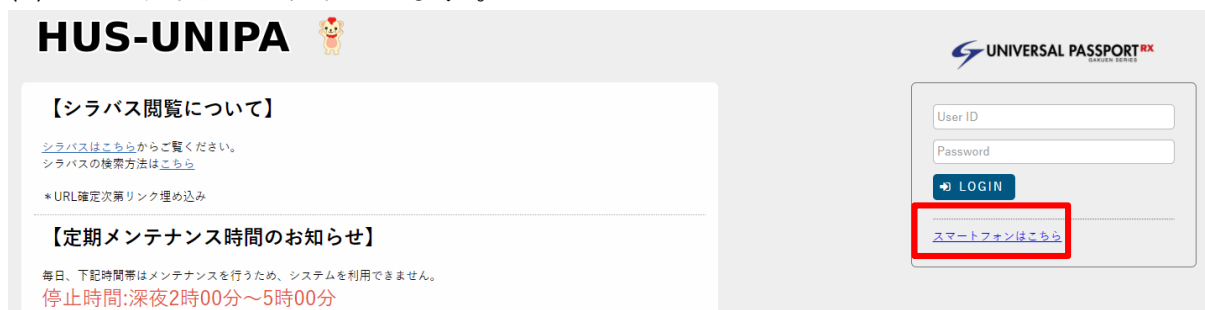 HUS-UNIPA
UNIVERSAL PASSPORT RX
GAKUEN SERIES
【シラバス閲覧について】
シラバスはこちらからご覧ください。
シラバスの検索方法はこちら
*URL確定次第リンク埋め込み
【定期メンテナンス時間のお知らせ】
毎日、下記時間帯はメンテナンスを行うため、システムを利用できません。
停止時間:深夜2時00分～5時00分
User ID
Password
LOGIN
スマートフォンはこちら